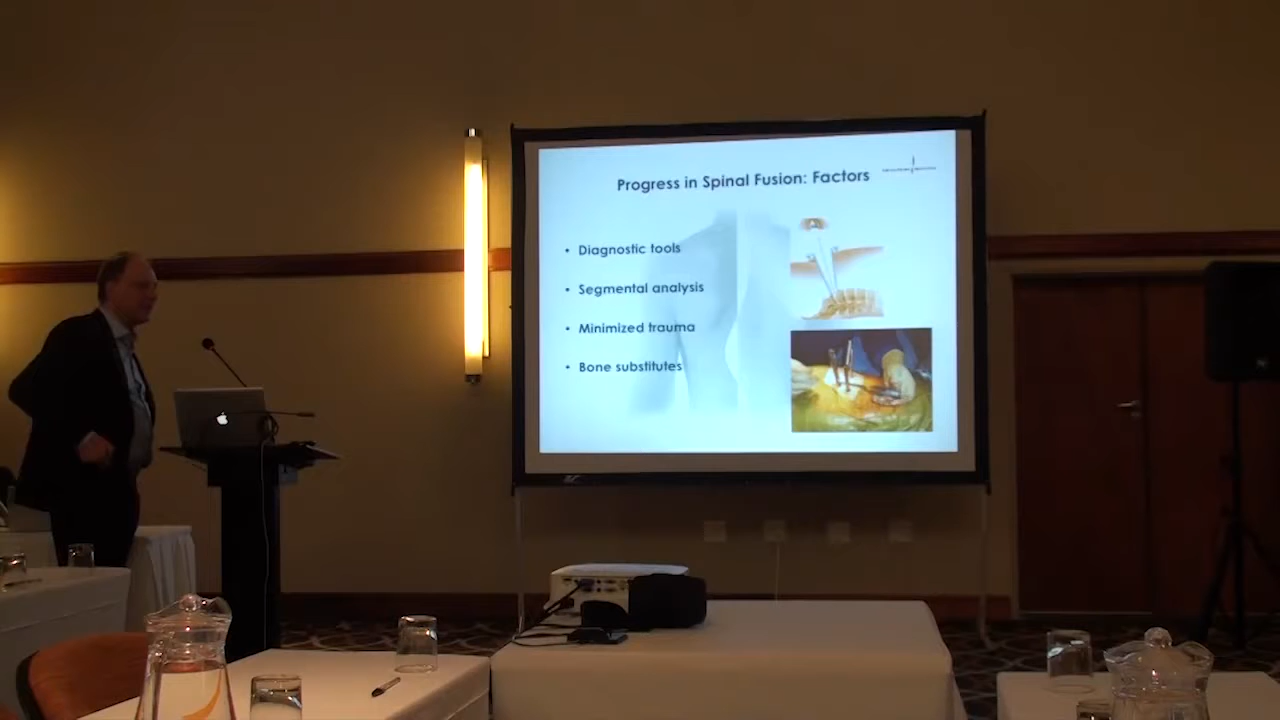 Progress in Spinal Fusion: Factors
• Diagnostic tools
• Segmental analysis
• Minimized trauma
• Bone substitutes